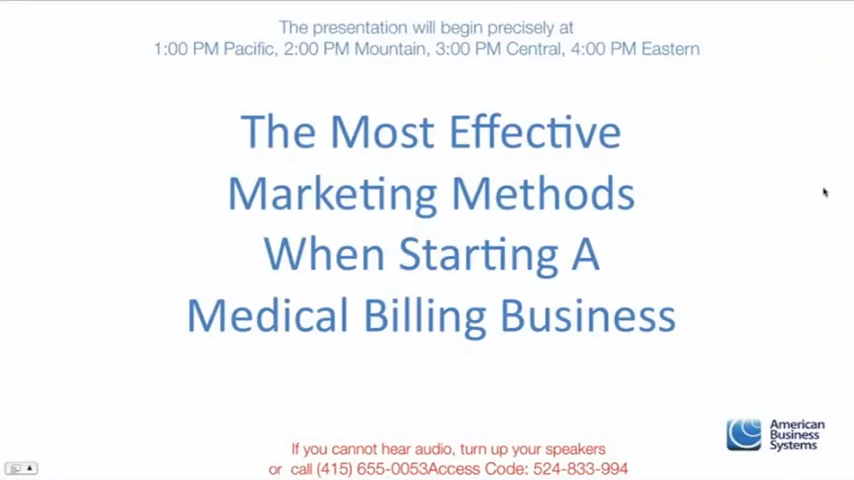 The presentation will begin precisely at
1:00 PM Pacific, 2:00 PM Mountain, 3:00 PM Central, 4:00 PM Eastern
The Most Effective
Marketing Methods
When Starting A
Medical Billing Business
American
Business
Systems
If you cannot hear audio, turn up your speakers
or call (415) 655-0053Access Code: 524-833-994